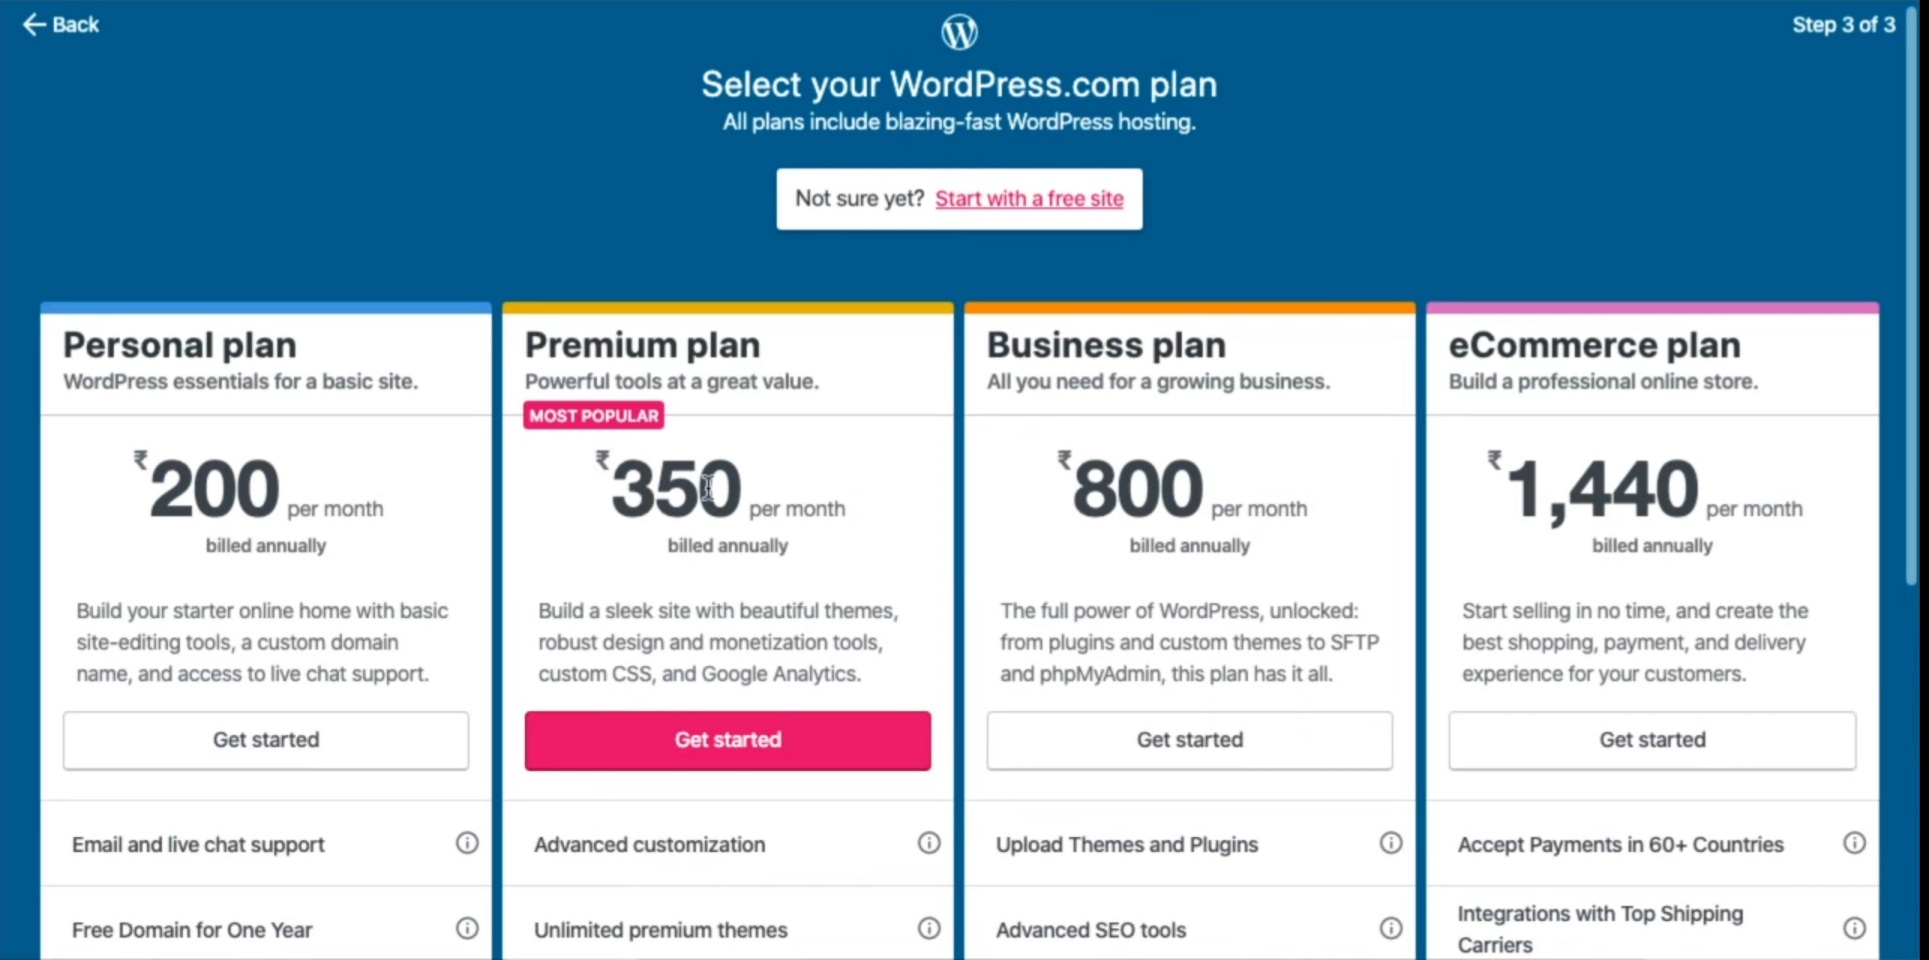 Back
Step 3 of 3
Select your WordPress.com plan
All plans include blazing-fast WordPress hosting.
Not sure yet? Start with a free site
Personal plan
WordPress essentials for a basic site.
₹200 per month
billed annually
Build your starter online home with basic
site-editing tools, a custom domain
name, and access to live chat support.
Get started
Email and live chat support
Free Domain for One Year
Premium plan
Powerful tools at a great value.
MOST POPULAR
₹350 per month
billed annually
Build a sleek site with beautiful themes,
robust design and monetization tools,
custom CSS, and Google Analytics.
Get started
Advanced customization
Unlimited premium themes
Business plan
All you need for a growing business.
₹800 per month
billed annually
The full power of WordPress, unlocked:
from plugins and custom themes to SFTP
and phpMyAdmin, this plan has it all.
Get started
Upload Themes and Plugins
Advanced SEO tools
eCommerce plan
Build a professional online store.
₹1,440 per month
billed annually
Start selling in no time, and create the
best shopping, payment, and delivery
experience for your customers.
Get started
Accept Payments in 60+ Countries
Integrations with Top Shipping
Carriers